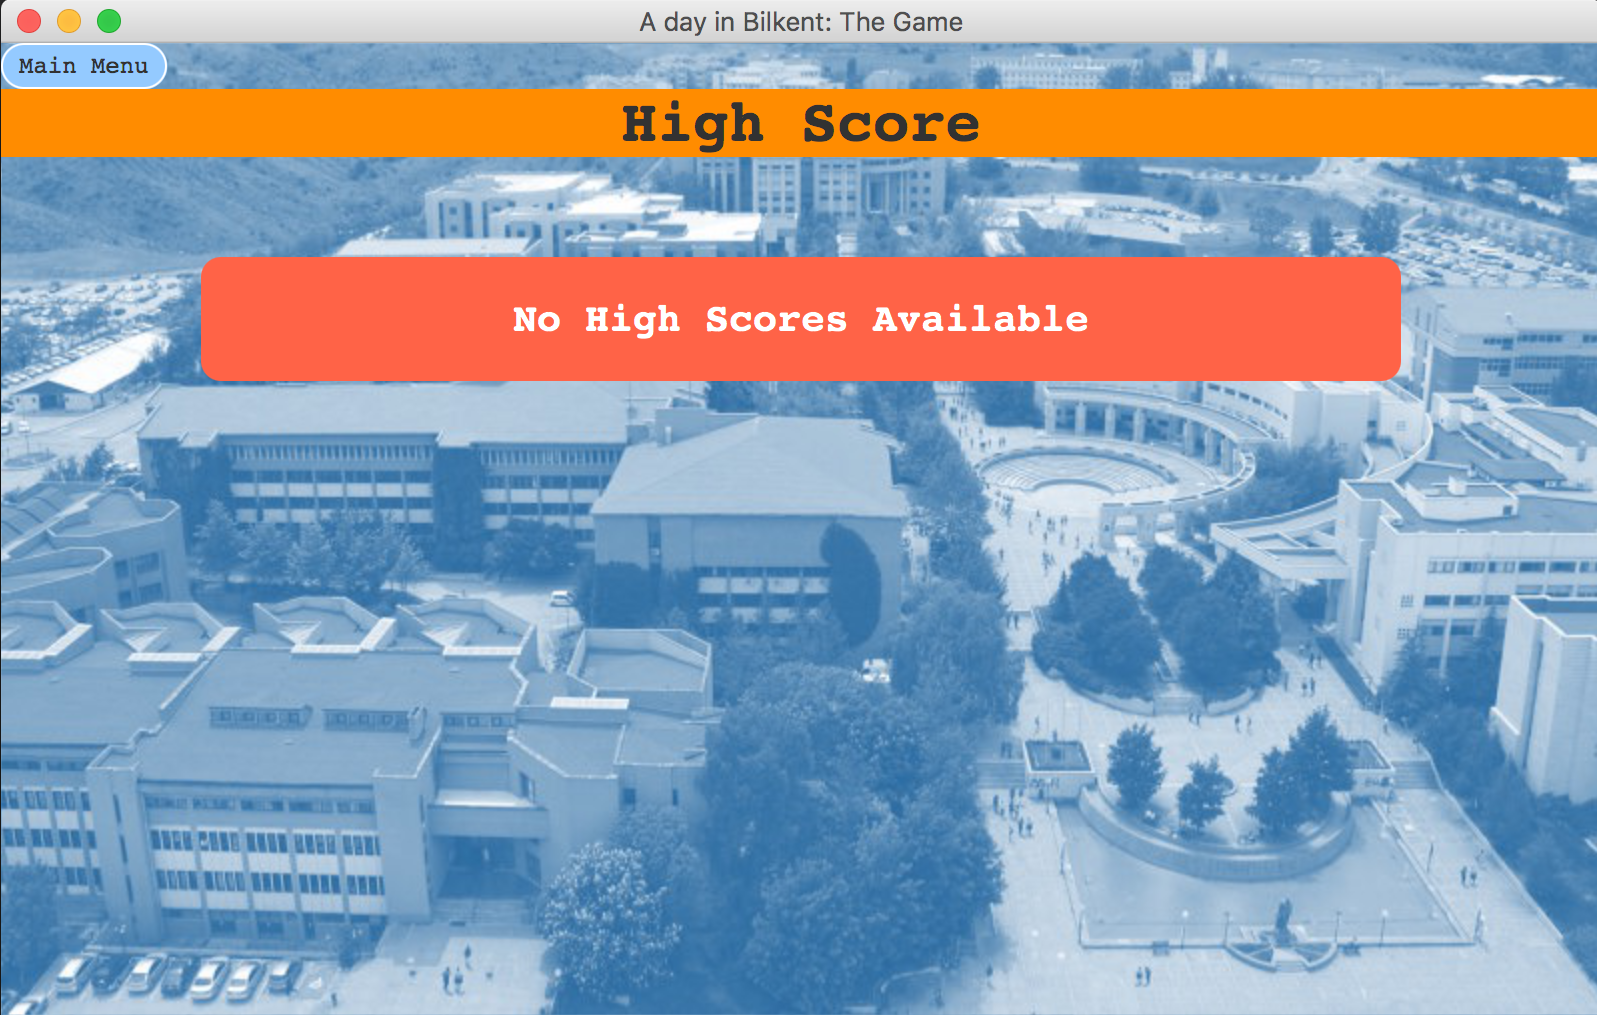 A day in Bilkent: The Game
Main Menu
High Score
No High Scores Available